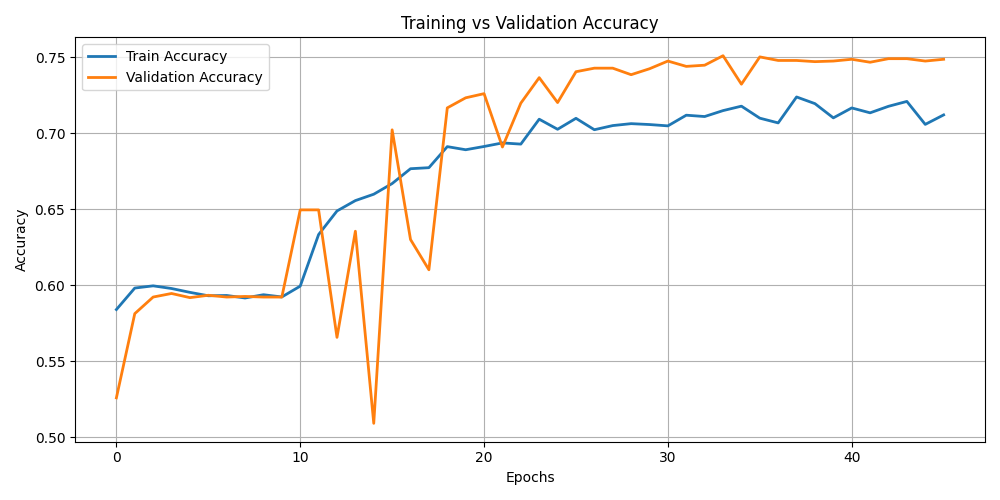 Training vs Validation Accuracy
Train Accuracy
Validation Accuracy
0.75
0.70
0.65
0.60
0.55
0.50
Accuracy
0 10 20 30 40
Epochs